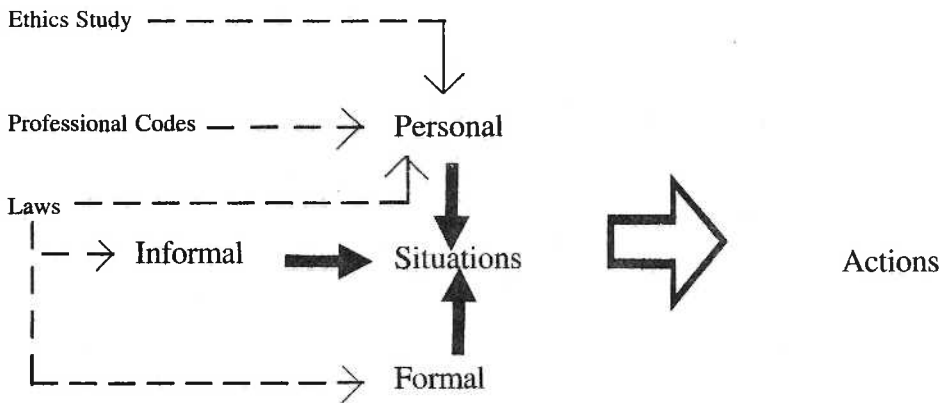 Ethics Study
Professional Codes
Personal
Laws
Informal
Situations
Actions
Formal